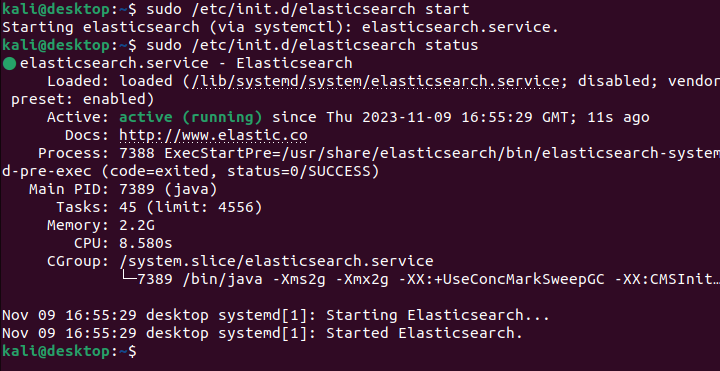 kali@desktop:~$ sudo /etc/init.d/elasticsearch start
Starting elasticsearch (via systemctl): elasticsearch.service.
kali@desktop:~$ sudo /etc/init.d/elasticsearch status
● elasticsearch.service - Elasticsearch
     Loaded: loaded (/lib/systemd/system/elasticsearch.service; disabled; vendor
 preset: enabled)
     Active: active (running) since Thu 2023-11-09 16:55:29 GMT; 11s ago
       Docs: http://www.elastic.co
    Process: 7388 ExecStartPre=/usr/share/elasticsearch/bin/elasticsearch-system
d-pre-exec (code=exited, status=0/SUCCESS)
   Main PID: 7389 (java)
      Tasks: 45 (limit: 4556)
     Memory: 2.2G
        CPU: 8.580s
     CGroup: /system.slice/elasticsearch.service
             └─7389 /bin/java -Xms2g -Xmx2g -XX:+UseConcMarkSweepGC -XX:CMSInit…
Nov 09 16:55:29 desktop systemd[1]: Starting Elasticsearch...
Nov 09 16:55:29 desktop systemd[1]: Started Elasticsearch.
kali@desktop:~$